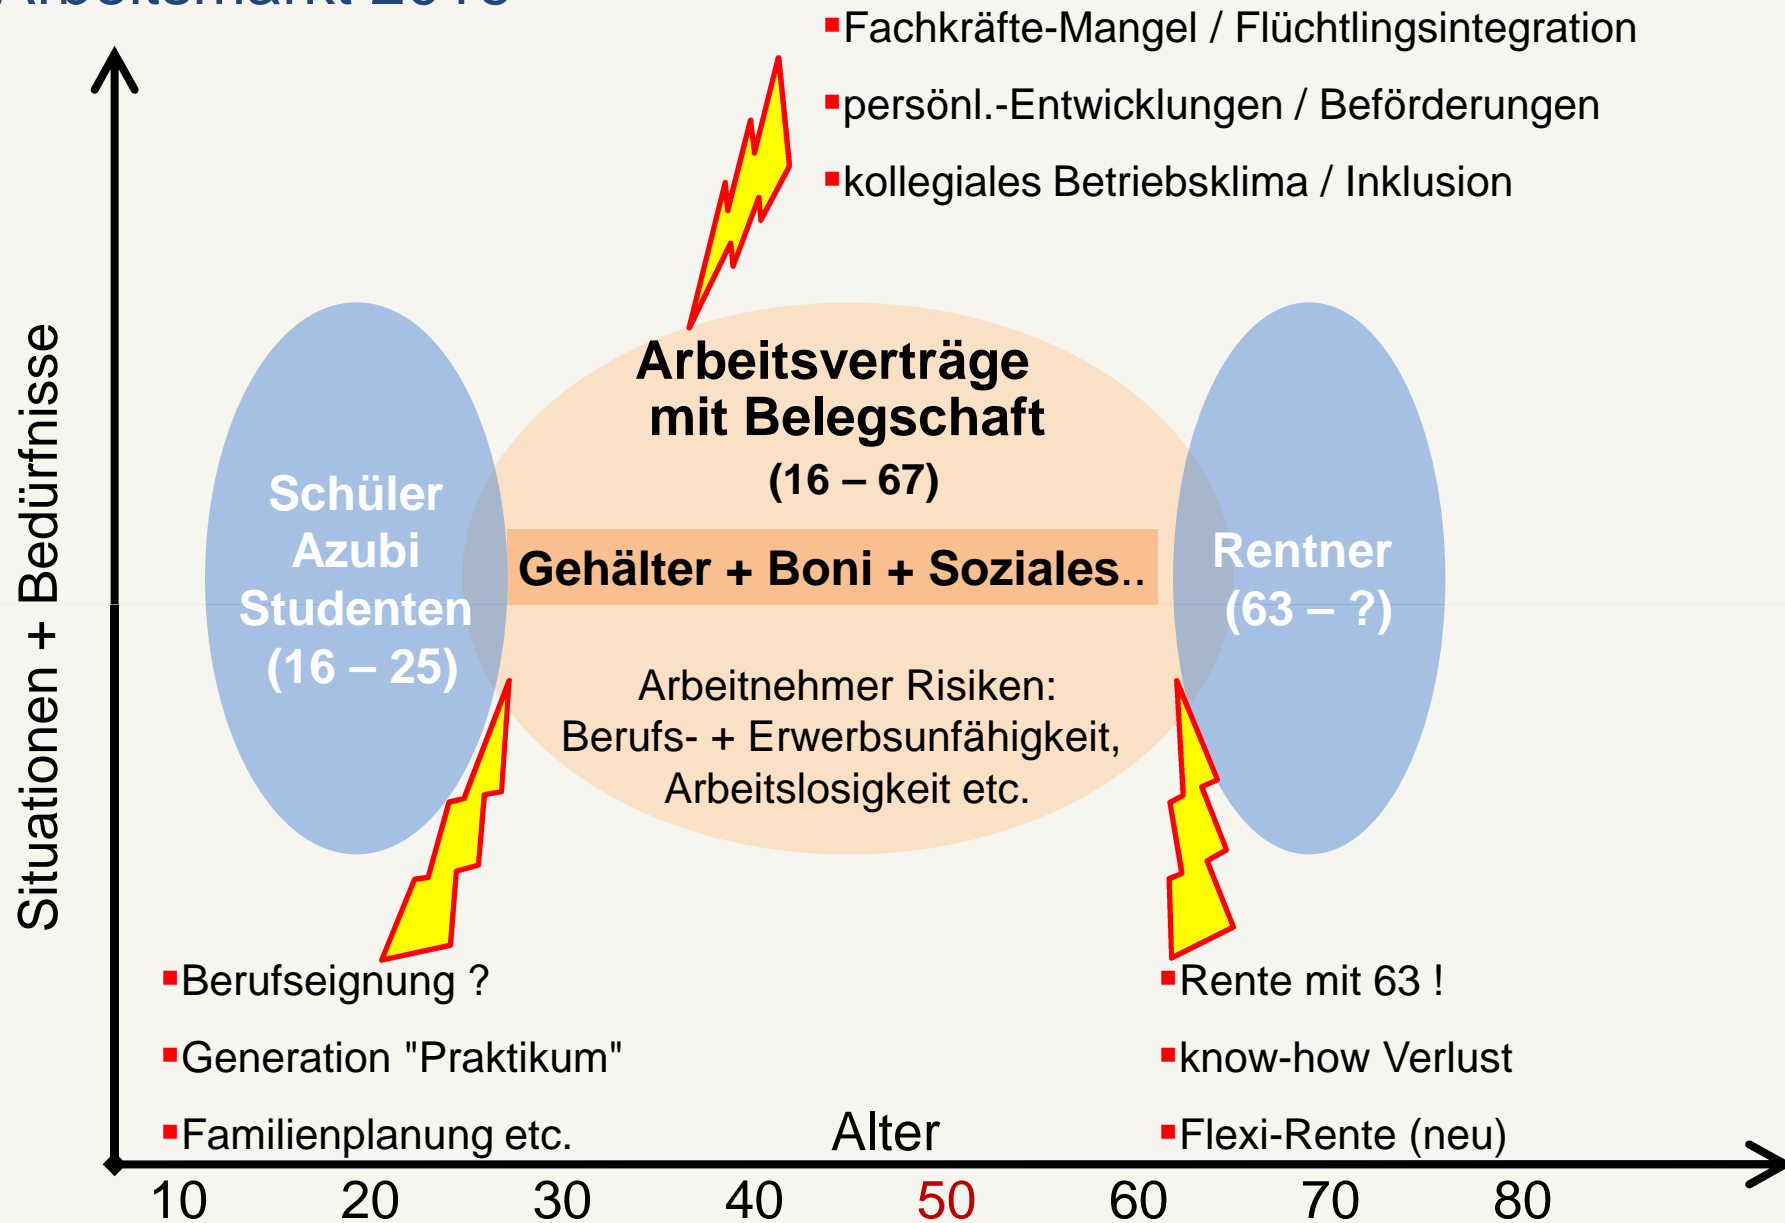 Arbeitsmarkt
▪Fachkräfte-Mangel / Flüchtlingsintegration
▪persönl.-Entwicklungen / Beförderungen
▪kollegiales Betriebsklima / Inklusion
Situationen + Bedürfnisse
Schüler
Azubi
Studenten
(16 – 25)
Arbeitsverträge
mit Belegschaft
(16 – 67)
Gehälter + Boni + Soziales..
Arbeitnehmer Risiken:
Berufs- + Erwerbsunfähigkeit,
Arbeitslosigkeit etc.
Rentner
(63 – ?)
▪Berufseignung ?
▪Generation "Praktikum"
▪Familienplanung etc.
▪Rente mit 63 !
▪know-how Verlust
▪Flexi-Rente (neu)
Alter
10 20 30 40 50 60 70 80